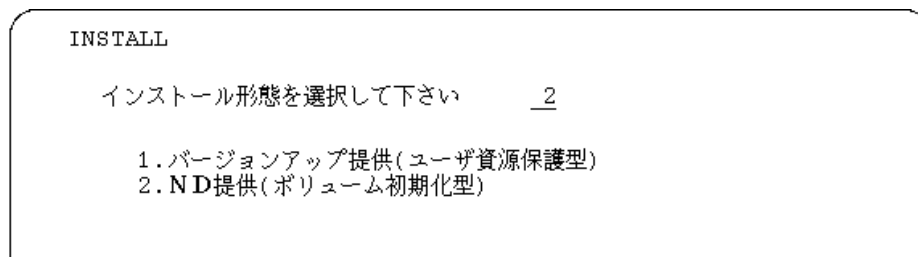 INSTALL
インストール形態を選択して下さい 2
1.バージョンアップ提供(ユーザ資源保護型)
2.ND提供(ボリューム初期化型)